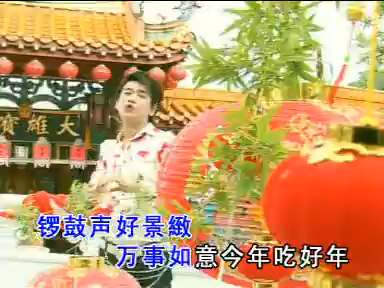 大雄寶
锣鼓声好景緻
万事如意今年吃好年